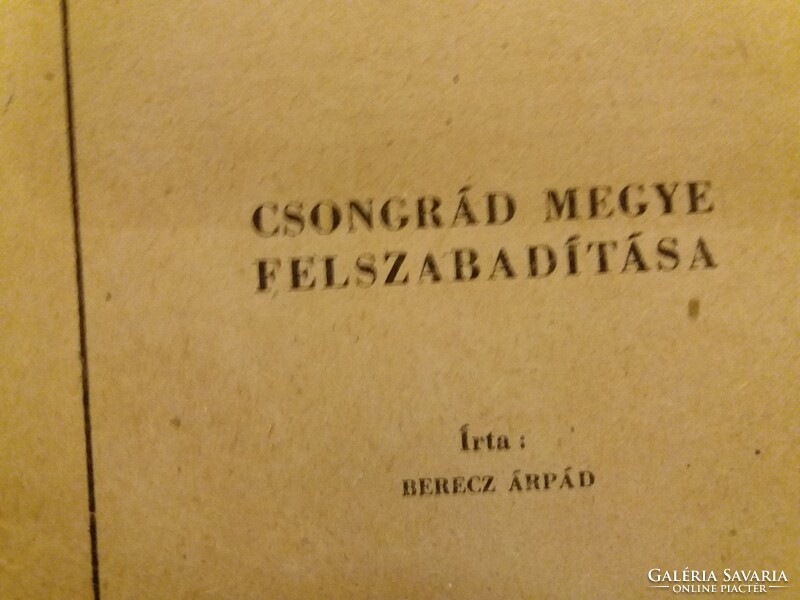 CSONGRÁD MEGYE
FELSZABADÍTÁSA
Írta :
BERECZ ÁRPÁD
GALÉRIA SAVARIA
ONLINE PIACTÉR